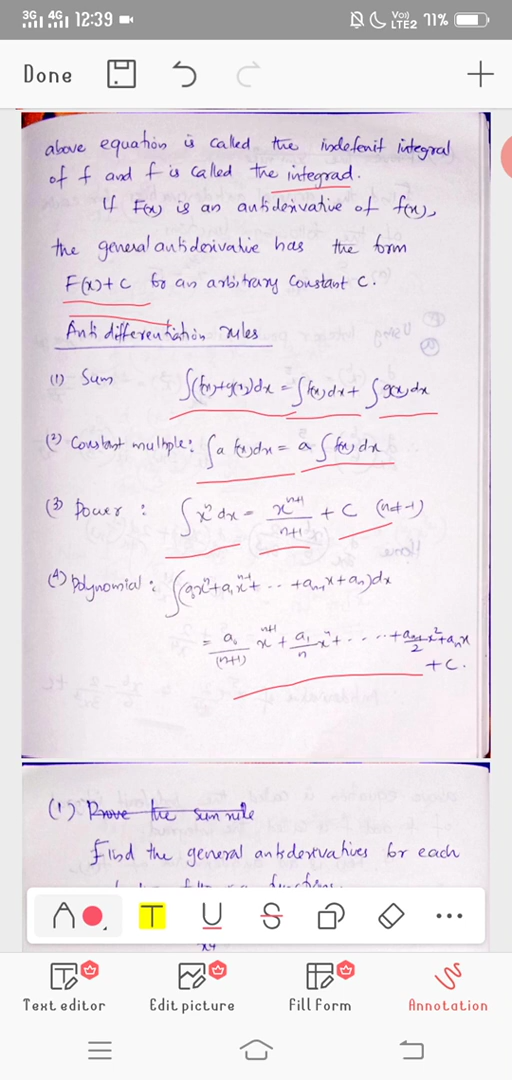 3G 4G 12:39 VoLTE2 71%
Done
above equation is called the indefenit integral
of f and f is called the integrad.
If F(x) is an antiderivative of f(x),
the general antiderivative has the form
F(x)+C for an arbitrary constant C.
Anti differentiation rules
(1) Sum ∫(f(x)+g(x))dx = ∫f(x)dx + ∫g(x)dx
(2) Constant multiple: ∫a f(x)dx = a∫f(x)dx
(3) Power : ∫xⁿ dx = xⁿ⁺¹/n+1 + C (n≠-1)
(4) Polynomial : ∫(a₀xⁿ+a₁xⁿ⁻¹+ .. +aₙ₋₁x+aₙ)dx
= a₀/(n+1) xⁿ⁺¹ + a₁/n xⁿ + . . . . . + aₙ₋₁/2 x² + aₙx
+ C.
(1) Prove the sum rule
Find the general antiderivatives for each
functions
T U S
Text editor Edit picture Fill form Annotation